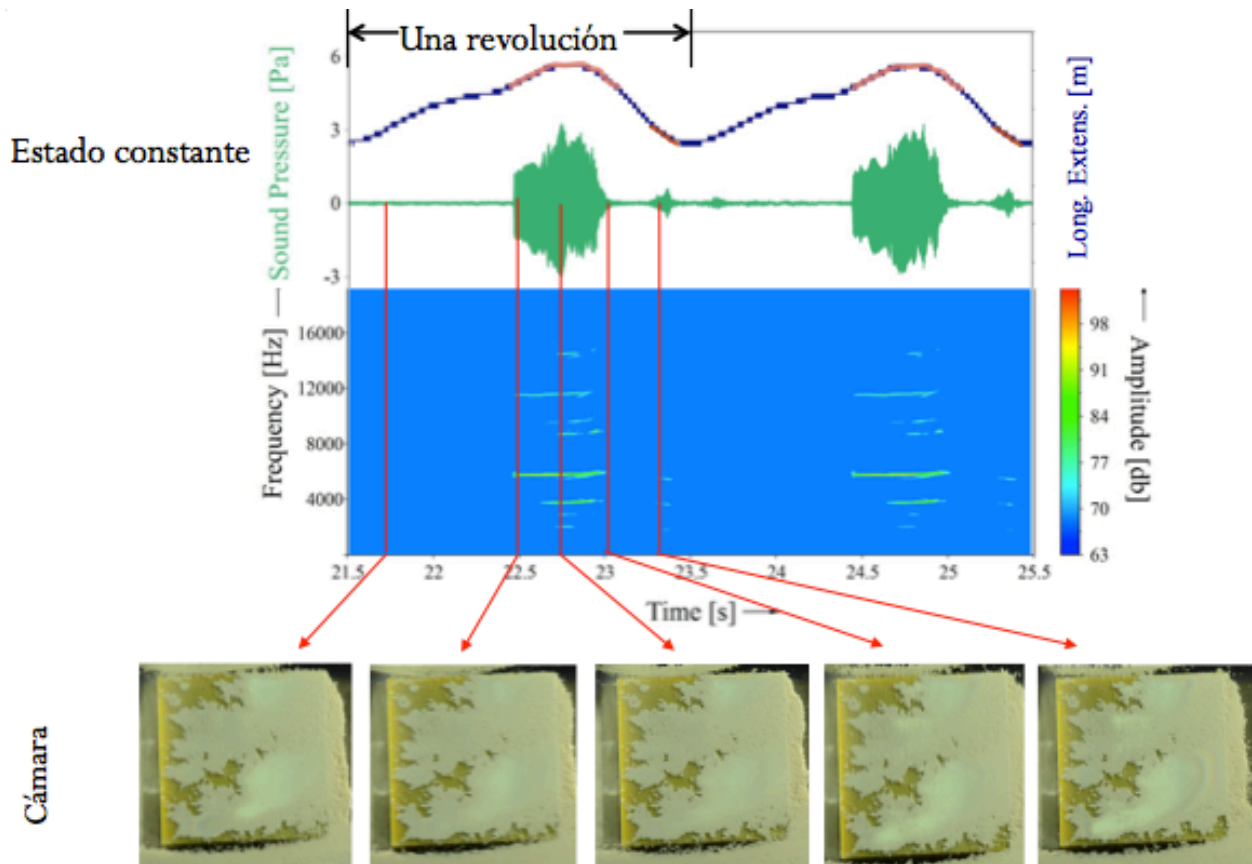 Una revolución
Estado constante
Sound Pressure [Pa]
6
3
0
-3
Long. Extens. [m]
Frequency [Hz]
16000
12000
8000
4000
98
91
84
77
70
63
Amplitude [db]
21.5 22 22.5 23 23.5 24 24.5 25 25.5
Time [s]
Cámara